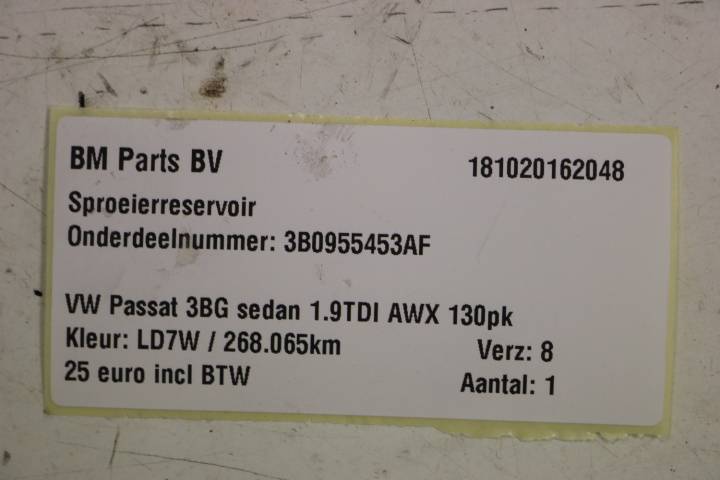 BM Parts BV 181020162048
Sproeierreservoir
Onderdeelnummer: 3B0955453AF
VW Passat 3BG sedan 1.9TDI AWX 130pk
Kleur: LD7W / 268.065km Verz: 8
25 euro incl BTW Aantal: 1